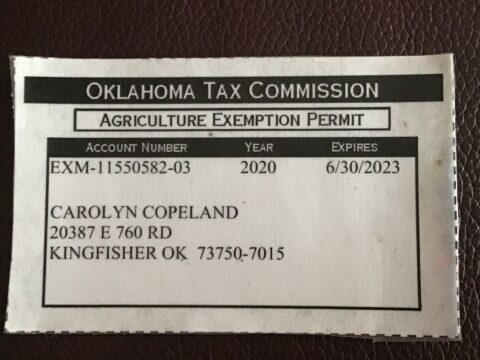 OKLAHOMA TAX COMMISSION
AGRICULTURE EXEMPTION PERMIT
ACCOUNT NUMBER YEAR EXPIRES
EXM-11550582-03 2020 6/30/2023
CAROLYN COPELAND
20387 E 760 RD
KINGFISHER OK 73750-7015